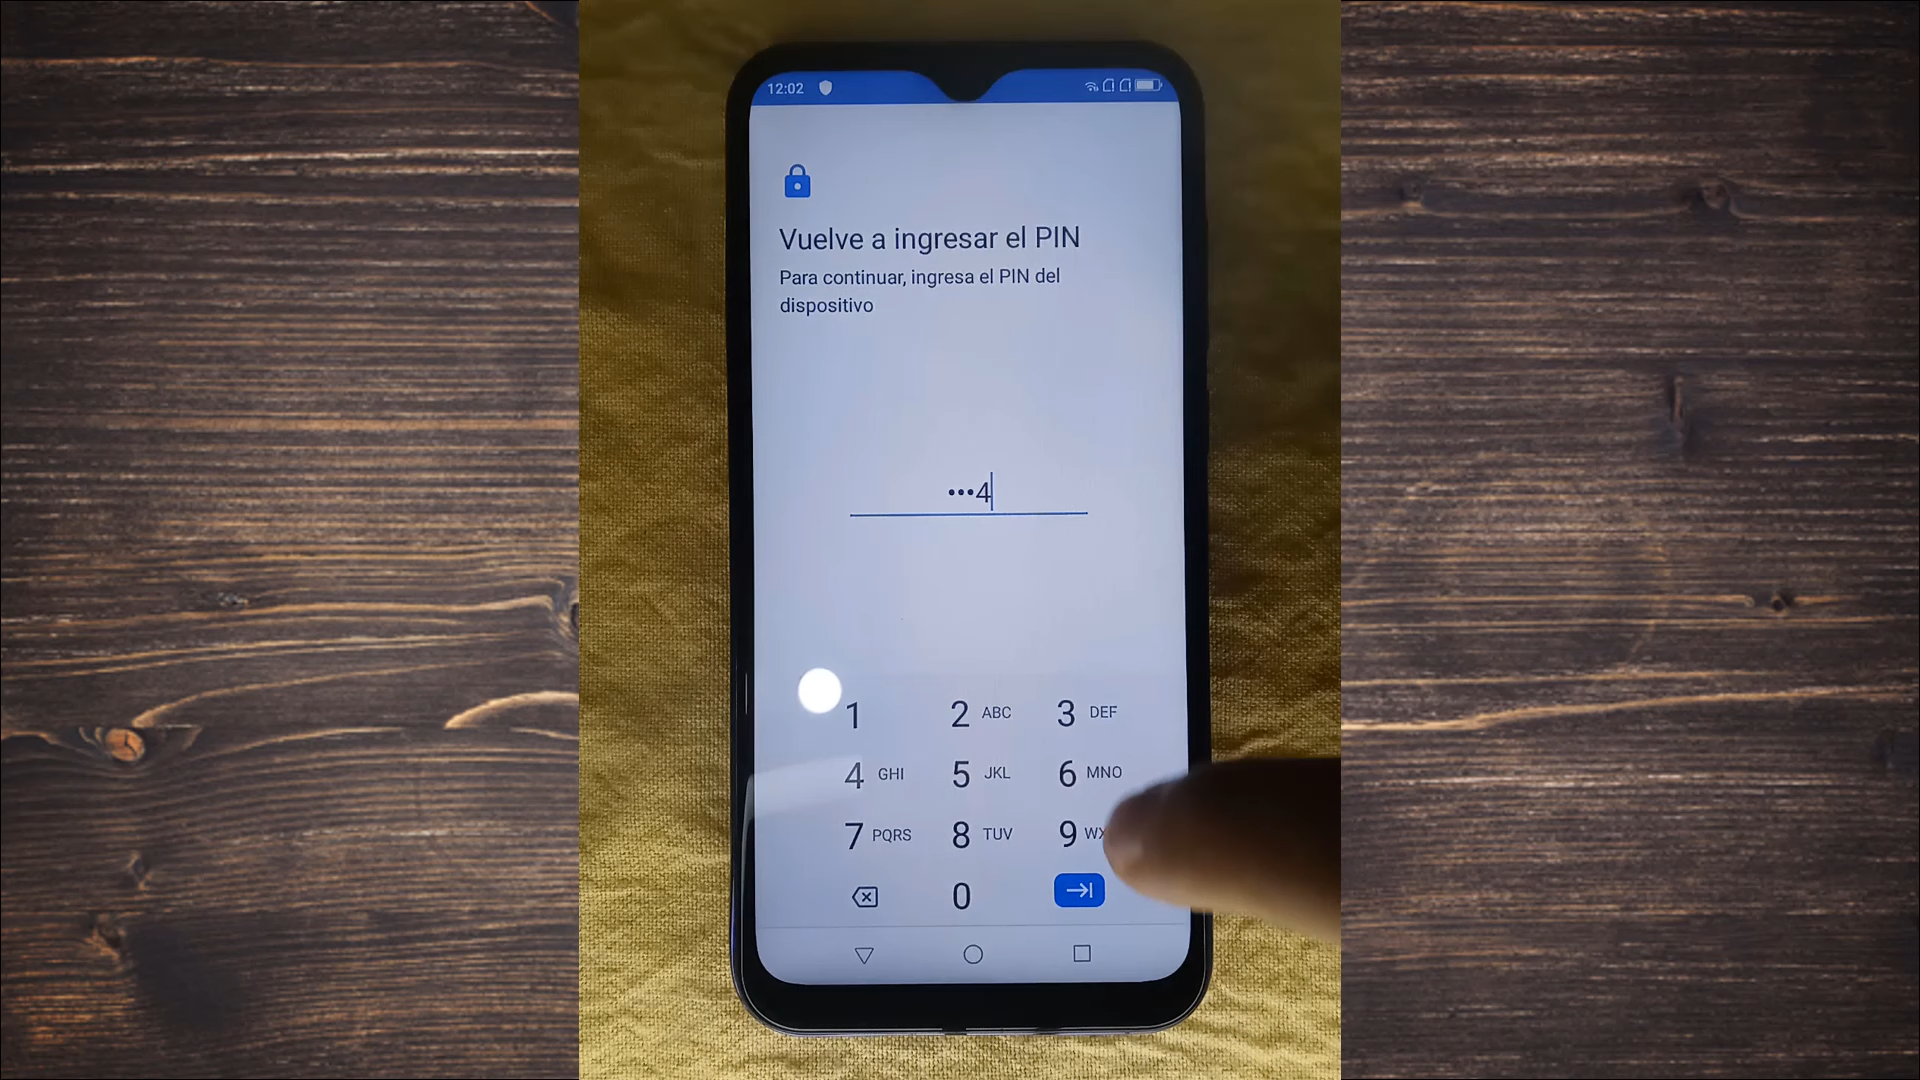 12:02
Vuelve a ingresar el PIN
Para continuar, ingresa el PIN del
dispositivo
•••4
1
2 ABC
3 DEF
4 GHI
5 JKL
6 MNO
7 PQRS
8 TUV
9 WX
0